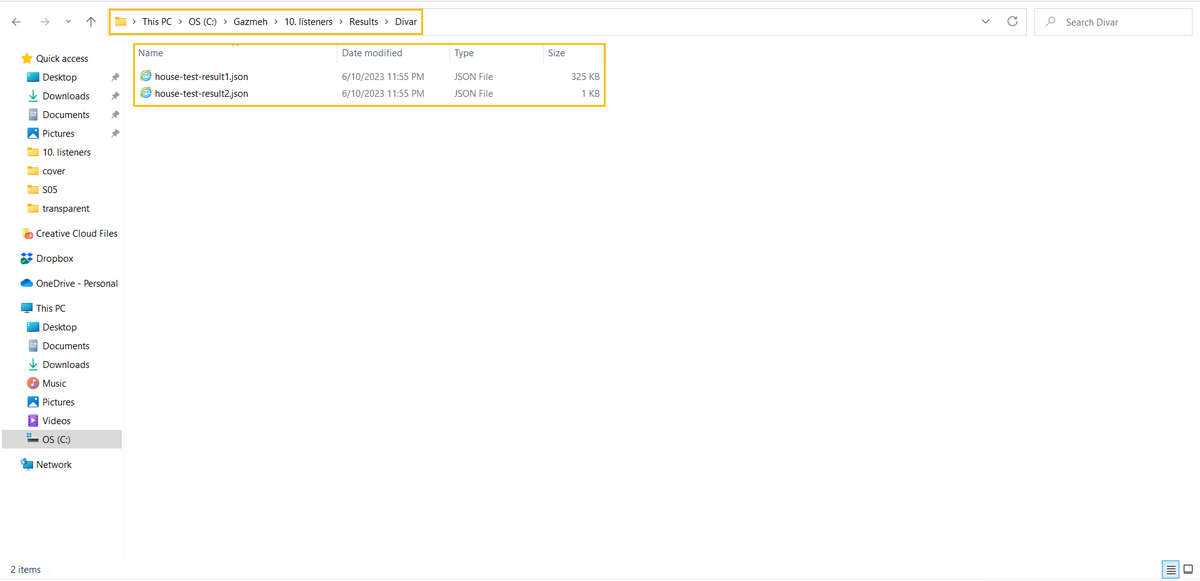 This PC > OS (C:) > Gazmeh > 10. listeners > Results > Divar
Search Divar
Quick access
Desktop
Downloads
Documents
Pictures
10. listeners
cover
S05
transparent
Creative Cloud Files
Dropbox
OneDrive - Personal
This PC
Desktop
Documents
Downloads
Music
Pictures
Videos
OS (C:)
Network
Name Date modified Type Size
house-test-result1.json 6/10/2023 11:55 PM JSON File 325 KB
house-test-result2.json 6/10/2023 11:55 PM JSON File 1 KB
2 items